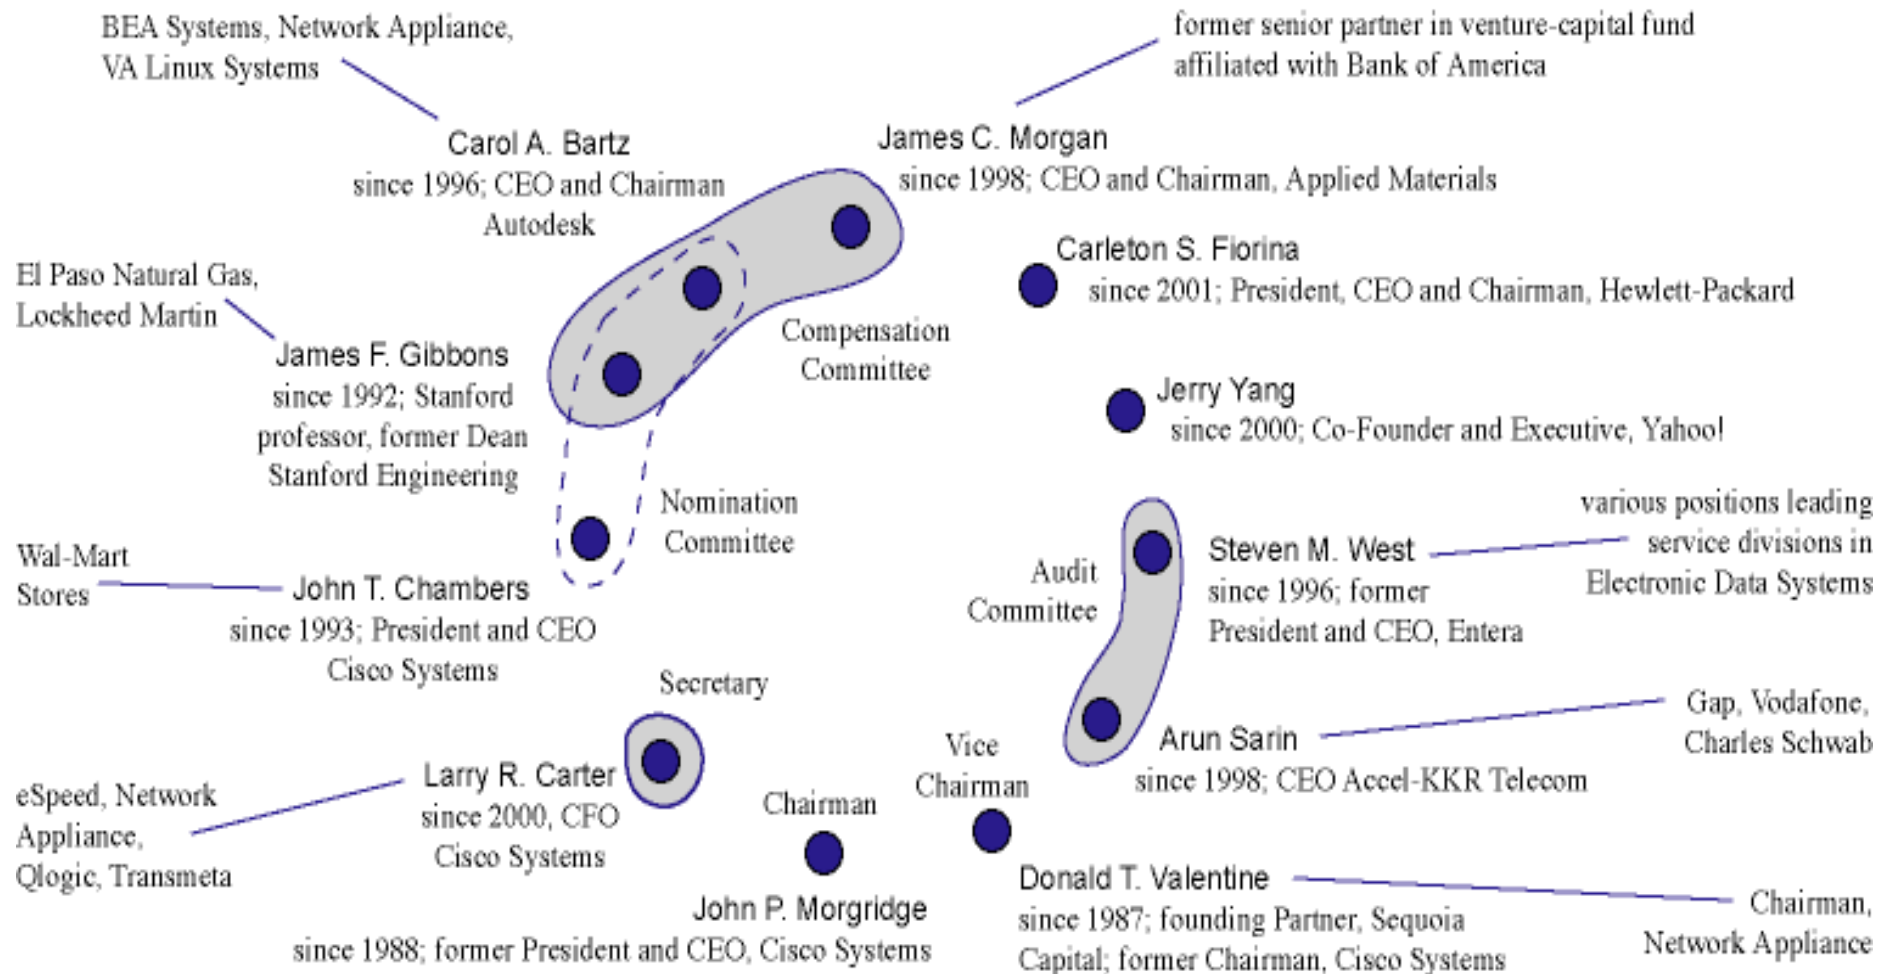 BEA Systems, Network Appliance,
VA Linux Systems
former senior partner in venture-capital fund
affiliated with Bank of America
Carol A. Bartz
since 1996; CEO and Chairman
Autodesk
James C. Morgan
since 1998; CEO and Chairman, Applied Materials
Carleton S. Fiorina
since 2001; President, CEO and Chairman, Hewlett-Packard
El Paso Natural Gas,
Lockheed Martin
James F. Gibbons
since 1992; Stanford
professor, former Dean
Stanford Engineering
Compensation
Committee
Jerry Yang
since 2000; Co-Founder and Executive, Yahoo!
Nomination
Committee
various positions leading
service divisions in
Electronic Data Systems
Steven M. West
since 1996; former
President and CEO, Entera
Audit
Committee
Wal-Mart
Stores
John T. Chambers
since 1993; President and CEO
Cisco Systems
Secretary
Gap, Vodafone,
Charles Schwab
Arun Sarin
since 1998; CEO Accel-KKR Telecom
Vice
Chairman
Larry R. Carter
since 2000, CFO
Cisco Systems
eSpeed, Network
Appliance,
Qlogic, Transmeta
Chairman
John P. Morgridge
since 1988; former President and CEO, Cisco Systems
Donald T. Valentine
since 1987; founding Partner, Sequoia
Capital; former Chairman, Cisco Systems
Chairman,
Network Appliance